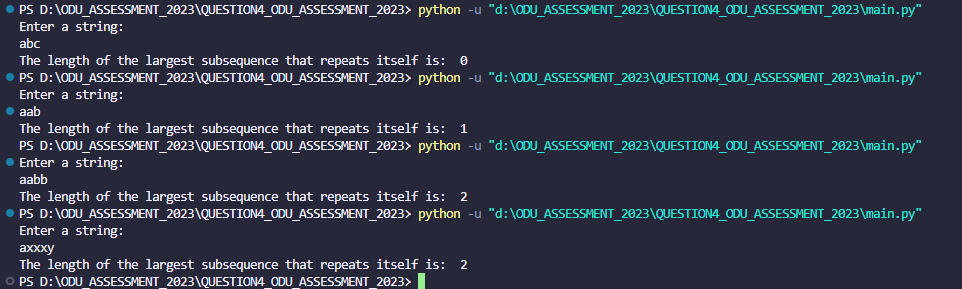 PS D:\ODU_ASSESSMENT_2023\QUESTION4_ODU_ASSESSMENT_2023> python -u "d:\ODU_ASSESSMENT_2023\QUESTION4_ODU_ASSESSMENT_2023\main.py"
Enter a string:
abc
The length of the largest subsequence that repeats itself is:  0
PS D:\ODU_ASSESSMENT_2023\QUESTION4_ODU_ASSESSMENT_2023> python -u "d:\ODU_ASSESSMENT_2023\QUESTION4_ODU_ASSESSMENT_2023\main.py"
Enter a string:
aab
The length of the largest subsequence that repeats itself is:  1
PS D:\ODU_ASSESSMENT_2023\QUESTION4_ODU_ASSESSMENT_2023> python -u "d:\ODU_ASSESSMENT_2023\QUESTION4_ODU_ASSESSMENT_2023\main.py"
Enter a string:
aabb
The length of the largest subsequence that repeats itself is:  2
PS D:\ODU_ASSESSMENT_2023\QUESTION4_ODU_ASSESSMENT_2023> python -u "d:\ODU_ASSESSMENT_2023\QUESTION4_ODU_ASSESSMENT_2023\main.py"
Enter a string:
axxxy
The length of the largest subsequence that repeats itself is:  2
PS D:\ODU_ASSESSMENT_2023\QUESTION4_ODU_ASSESSMENT_2023>